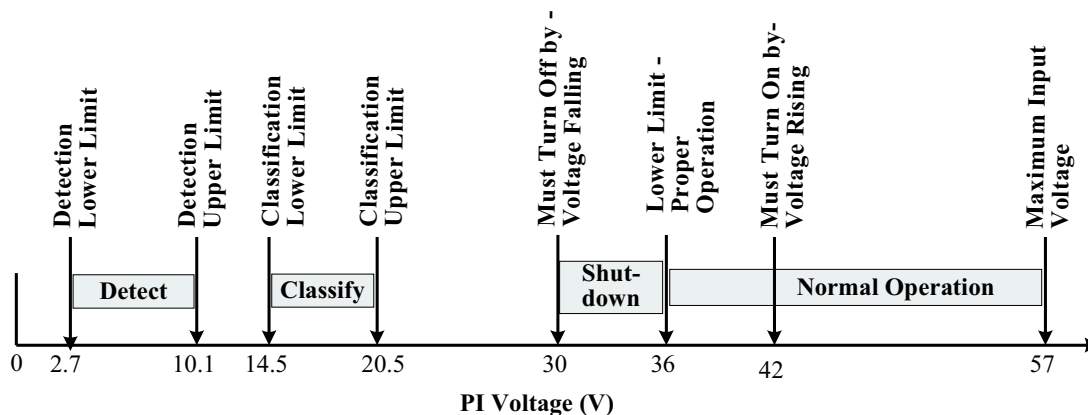 Detection
Lower Limit
Detection
Upper Limit
Classification
Lower Limit
Classification
Upper Limit
Must Turn Off by -
Voltage Falling
Lower Limit -
Proper
Operation
Must Turn On by-
Voltage Rising
Maximum Input
Voltage
Detect
Classify
Shut-
down
Normal Operation
0
2.7
10.1
14.5
20.5
30
36
42
57
PI Voltage (V)